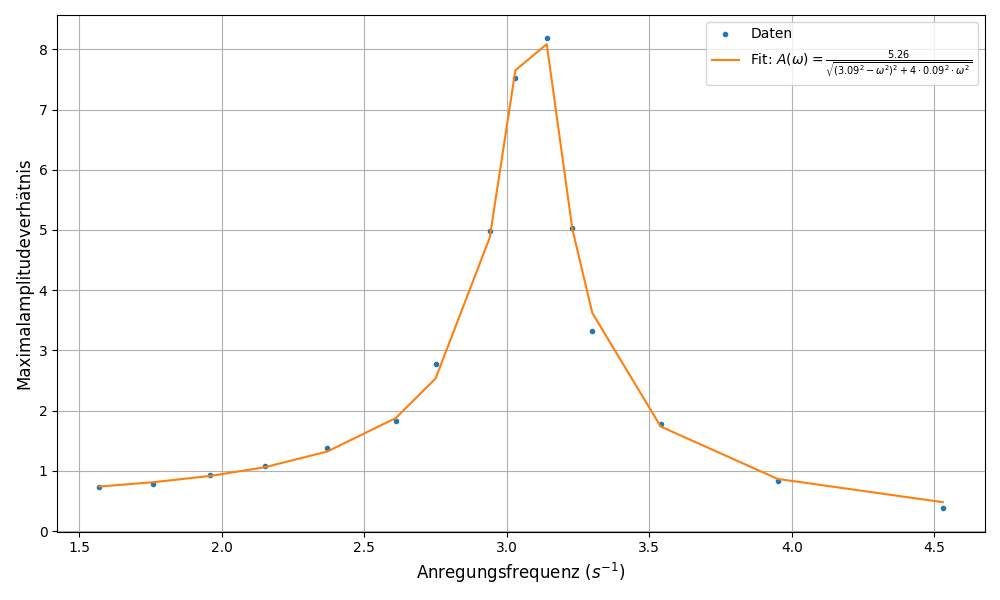 Daten
Fit: A(ω) = 5.26 / √((3.09² − ω²)² + 4 · 0.09² · ω²)
8
7
6
5
4
3
2
1
0
Maximalamplitudeverhätnis
1.5 2.0 2.5 3.0 3.5 4.0 4.5
Anregungsfrequenz (s⁻¹)